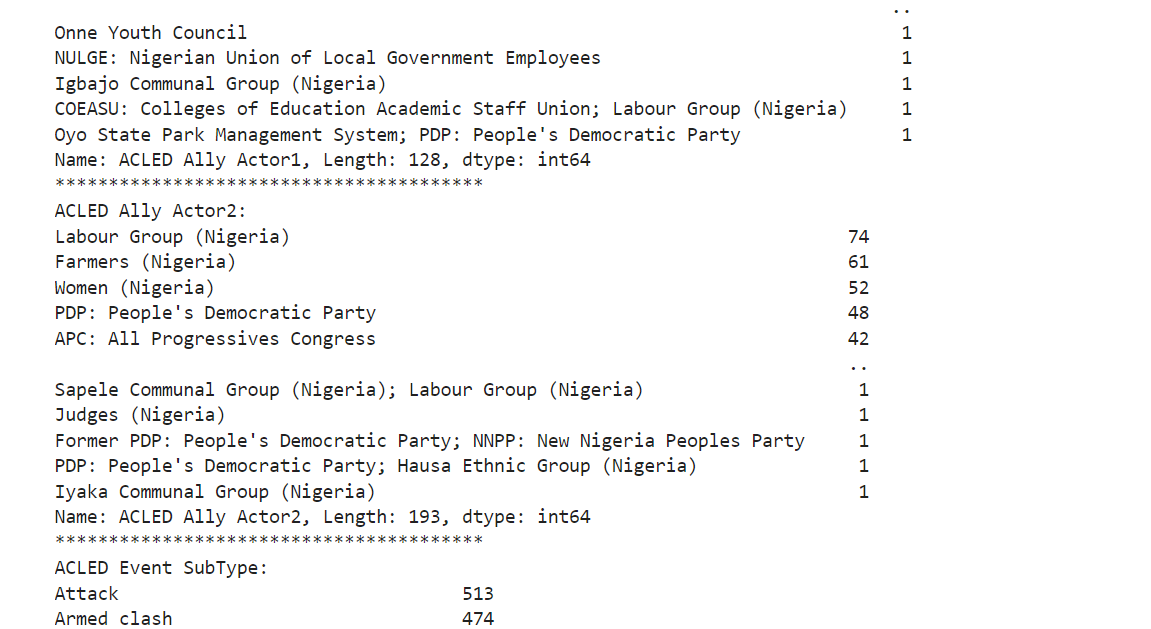 ..
Onne Youth Council 1
NULGE: Nigerian Union of Local Government Employees 1
Igbajo Communal Group (Nigeria) 1
COEASU: Colleges of Education Academic Staff Union; Labour Group (Nigeria) 1
Oyo State Park Management System; PDP: People's Democratic Party 1
Name: ACLED Ally Actor1, Length: 128, dtype: int64
****************************************
ACLED Ally Actor2:
Labour Group (Nigeria) 74
Farmers (Nigeria) 61
Women (Nigeria) 52
PDP: People's Democratic Party 48
APC: All Progressives Congress 42
..
Sapele Communal Group (Nigeria); Labour Group (Nigeria) 1
Judges (Nigeria) 1
Former PDP: People's Democratic Party; NNPP: New Nigeria Peoples Party 1
PDP: People's Democratic Party; Hausa Ethnic Group (Nigeria) 1
Iyaka Communal Group (Nigeria) 1
Name: ACLED Ally Actor2, Length: 193, dtype: int64
****************************************
ACLED Event SubType:
Attack 513
Armed clash 474